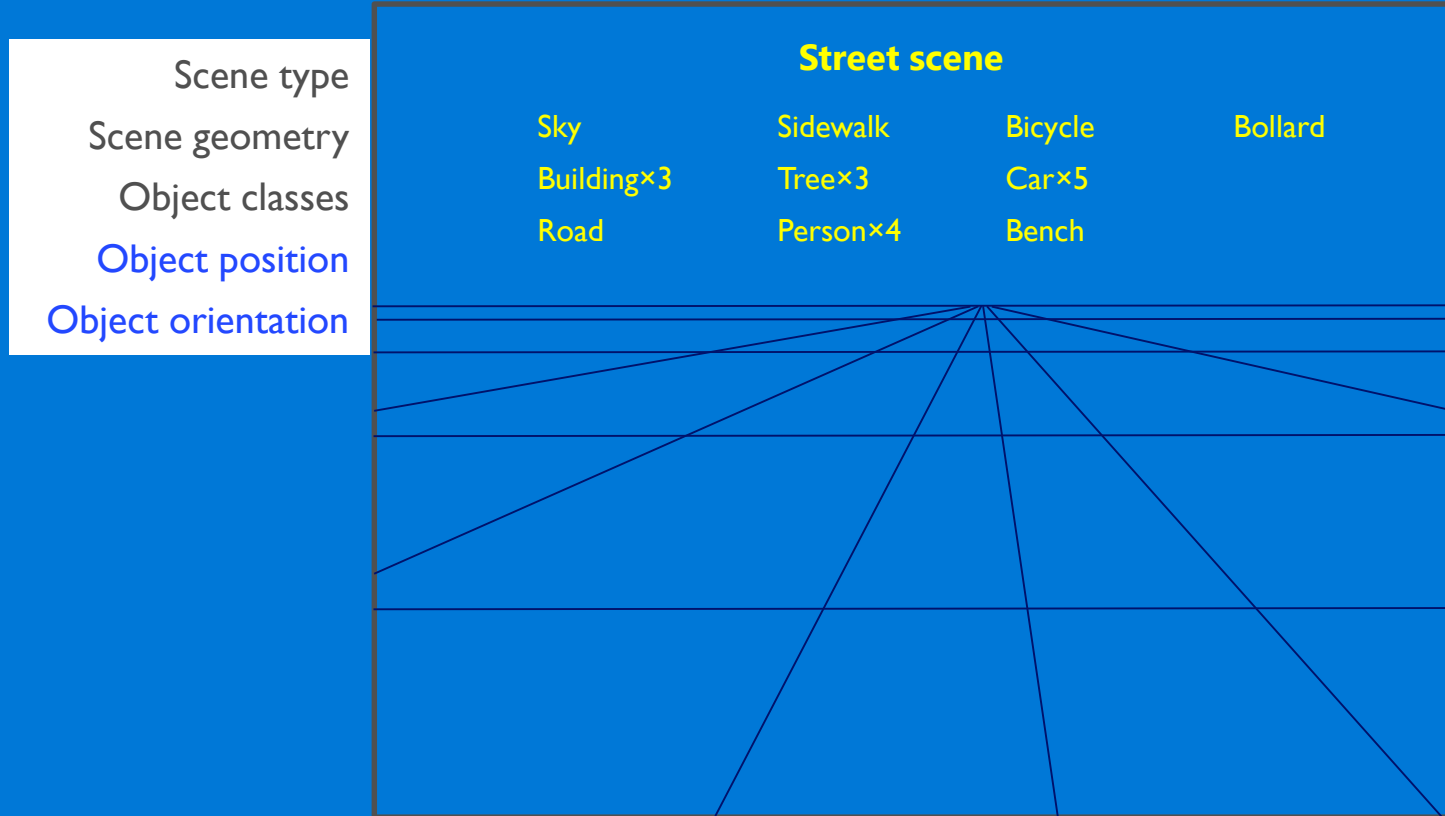 Scene type
Scene geometry
Object classes
Object position
Object orientation
Street scene
Sky Sidewalk Bicycle Bollard
Building×3 Tree×3 Car×5
Road Person×4 Bench